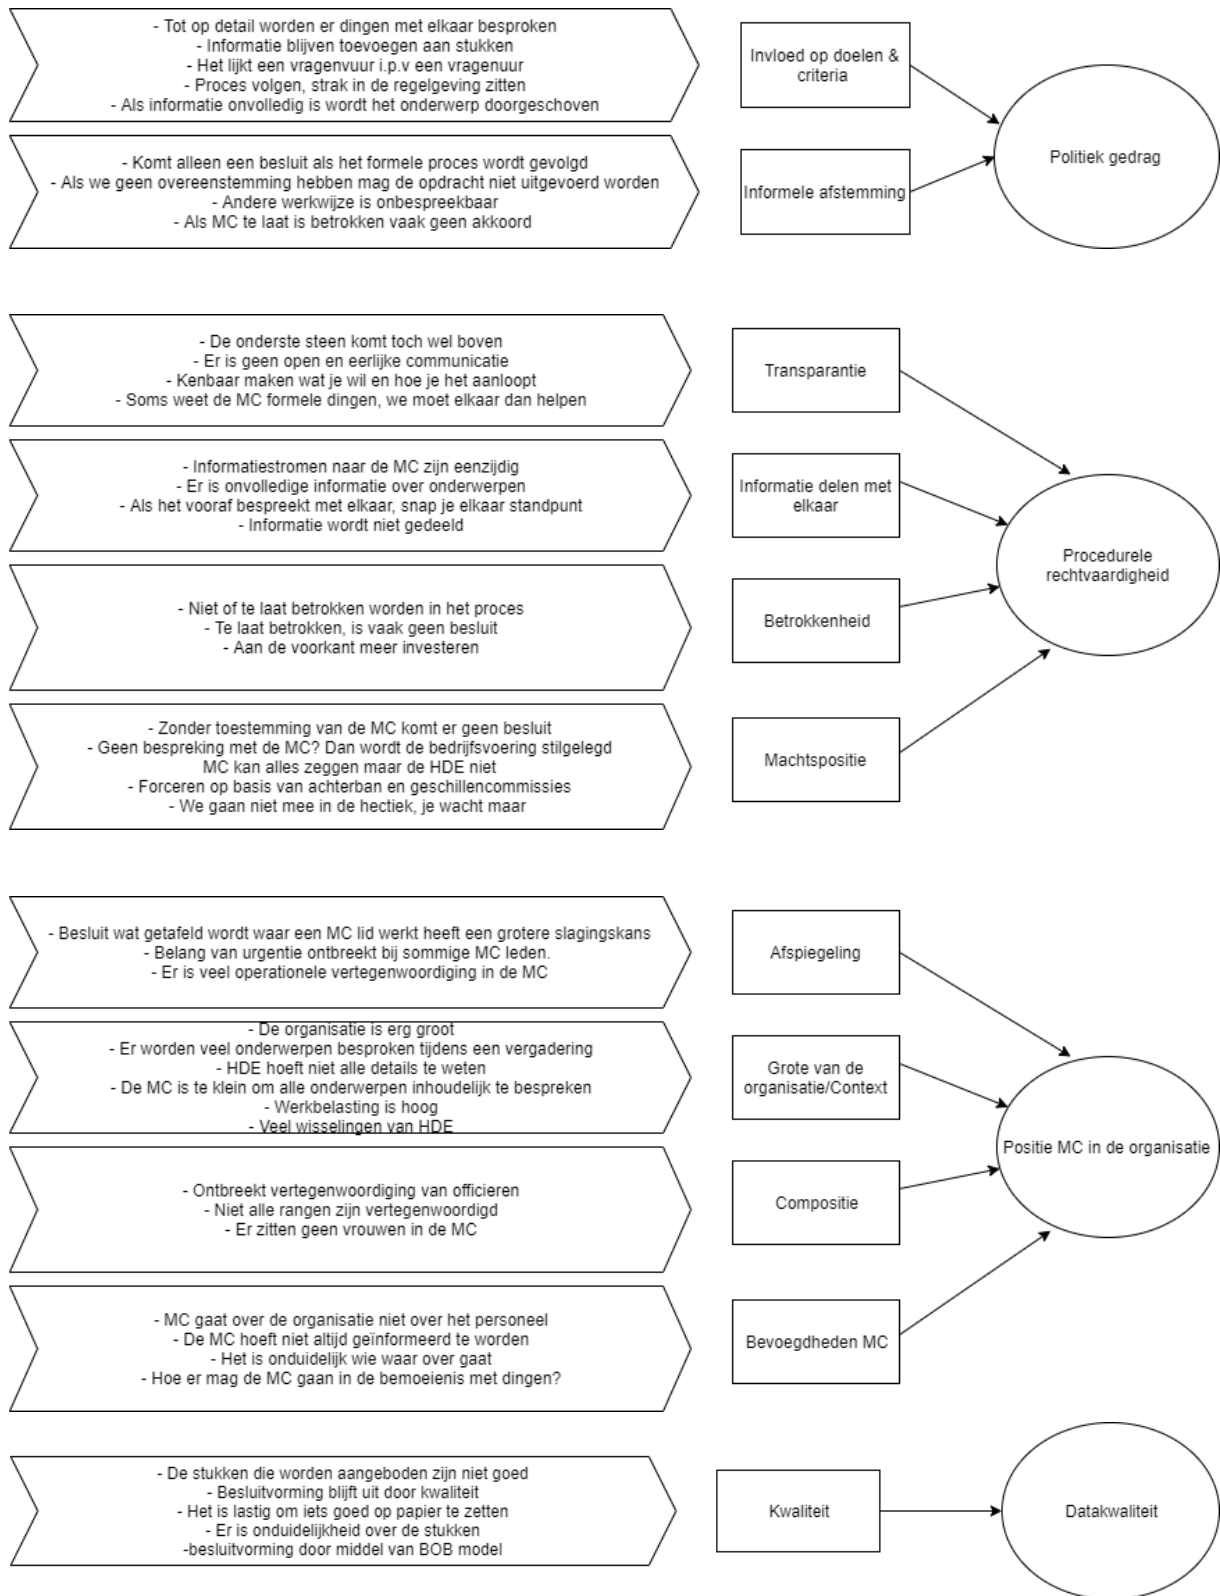 - Tot op detail worden er dingen met elkaar besproken
- Informatie blijven toevoegen aan stukken
- Het lijkt een vragenvuur i.p.v een vragenuur
- Proces volgen, strak in de regelgeving zitten
- Als informatie onvolledig is wordt het onderwerp doorgeschoven
Invloed op doelen &
criteria
Politiek gedrag
- Komt alleen een besluit als het formele proces wordt gevolgd
- Als we geen overeenstemming hebben mag de opdracht niet uitgevoerd worden
- Andere werkwijze is onbespreekbaar
- Als MC te laat is betrokken vaak geen akkoord
Informele afstemming
- De onderste steen komt toch wel boven
- Er is geen open en eerlijke communicatie
- Kenbaar maken wat je wil en hoe je het aanloopt
- Soms weet de MC formele dingen, we moet elkaar dan helpen
Transparantie
- Informatiestromen naar de MC zijn eenzijdig
- Er is onvolledige informatie over onderwerpen
- Als het vooraf bespreekt met elkaar, snap je elkaar standpunt
- Informatie wordt niet gedeeld
Informatie delen met
elkaar
Procedurele
rechtvaardigheid
- Niet of te laat betrokken worden in het proces
- Te laat betrokken, is vaak geen besluit
- Aan de voorkant meer investeren
Betrokkenheid
- Zonder toestemming van de MC komt er geen besluit
- Geen bespreking met de MC? Dan wordt de bedrijfsvoering stilgelegd
MC kan alles zeggen maar de HDE niet
- Forceren op basis van achterban en geschillencommissies
- We gaan niet mee in de hectiek, je wacht maar
Machtspositie
- Besluit wat getafeld wordt waar een MC lid werkt heeft een grotere slagingskans
- Belang van urgentie ontbreekt bij sommige MC leden.
- Er is veel operationele vertegenwoordiging in de MC
Afspiegeling
- De organisatie is erg groot
- Er worden veel onderwerpen besproken tijdens een vergadering
- HDE hoeft niet alle details te weten
- De MC is te klein om alle onderwerpen inhoudelijk te bespreken
- Werkbelasting is hoog
- Veel wisselingen van HDE
Grote van de
organisatie/Context
Positie MC in de organisatie
- Ontbreekt vertegenwoordiging van officieren
- Niet alle rangen zijn vertegenwoordigd
- Er zitten geen vrouwen in de MC
Compositie
- MC gaat over de organisatie niet over het personeel
- De MC hoeft niet altijd geïnformeerd te worden
- Het is onduidelijk wie waar over gaat
- Hoe er mag de MC gaan in de bemoeienis met dingen?
Bevoegdheden MC
- De stukken die worden aangeboden zijn niet goed
- Besluitvorming blijft uit door kwaliteit
- Het is lastig om iets goed op papier te zetten
- Er is onduidelijkheid over de stukken
-besluitvorming door middel van BOB model
Kwaliteit
Datakwaliteit